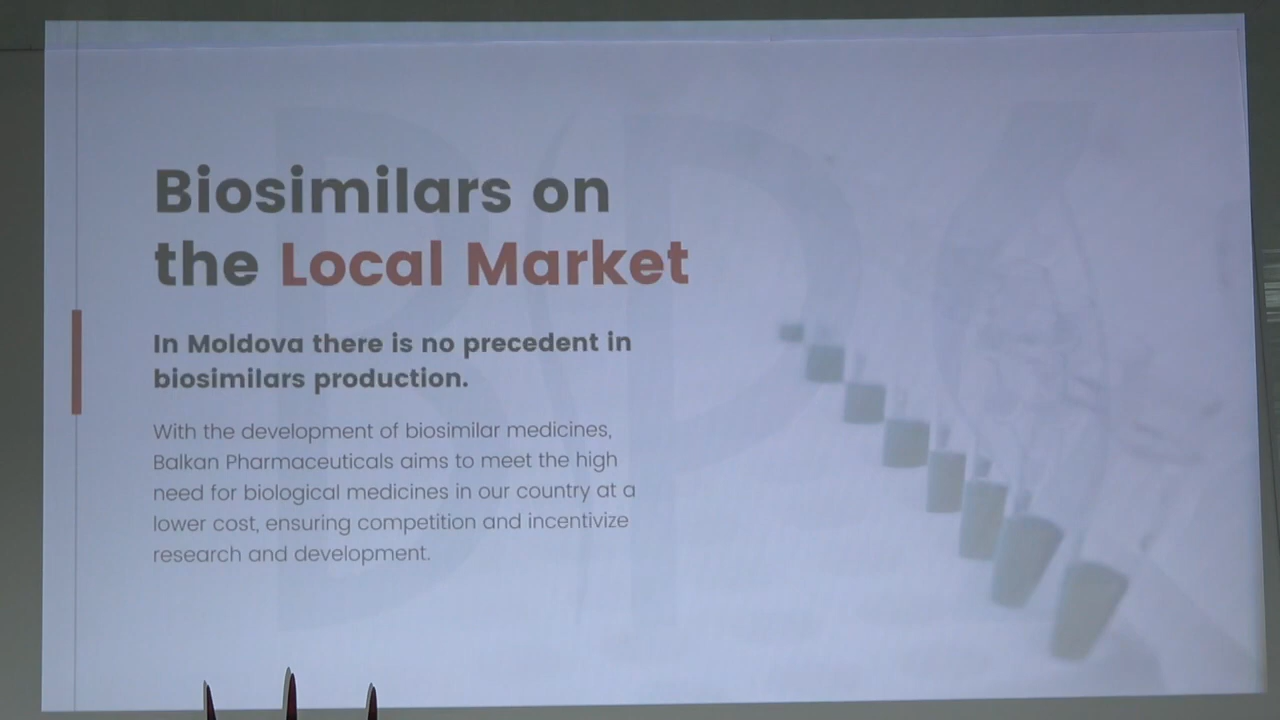 Biosimilars on
the Local Market
In Moldova there is no precedent in
biosimilars production.
With the development of biosimilar medicines,
Balkan Pharmaceuticals aims to meet the high
need for biological medicines in our country at a
lower cost, ensuring competition and incentivize
research and development.